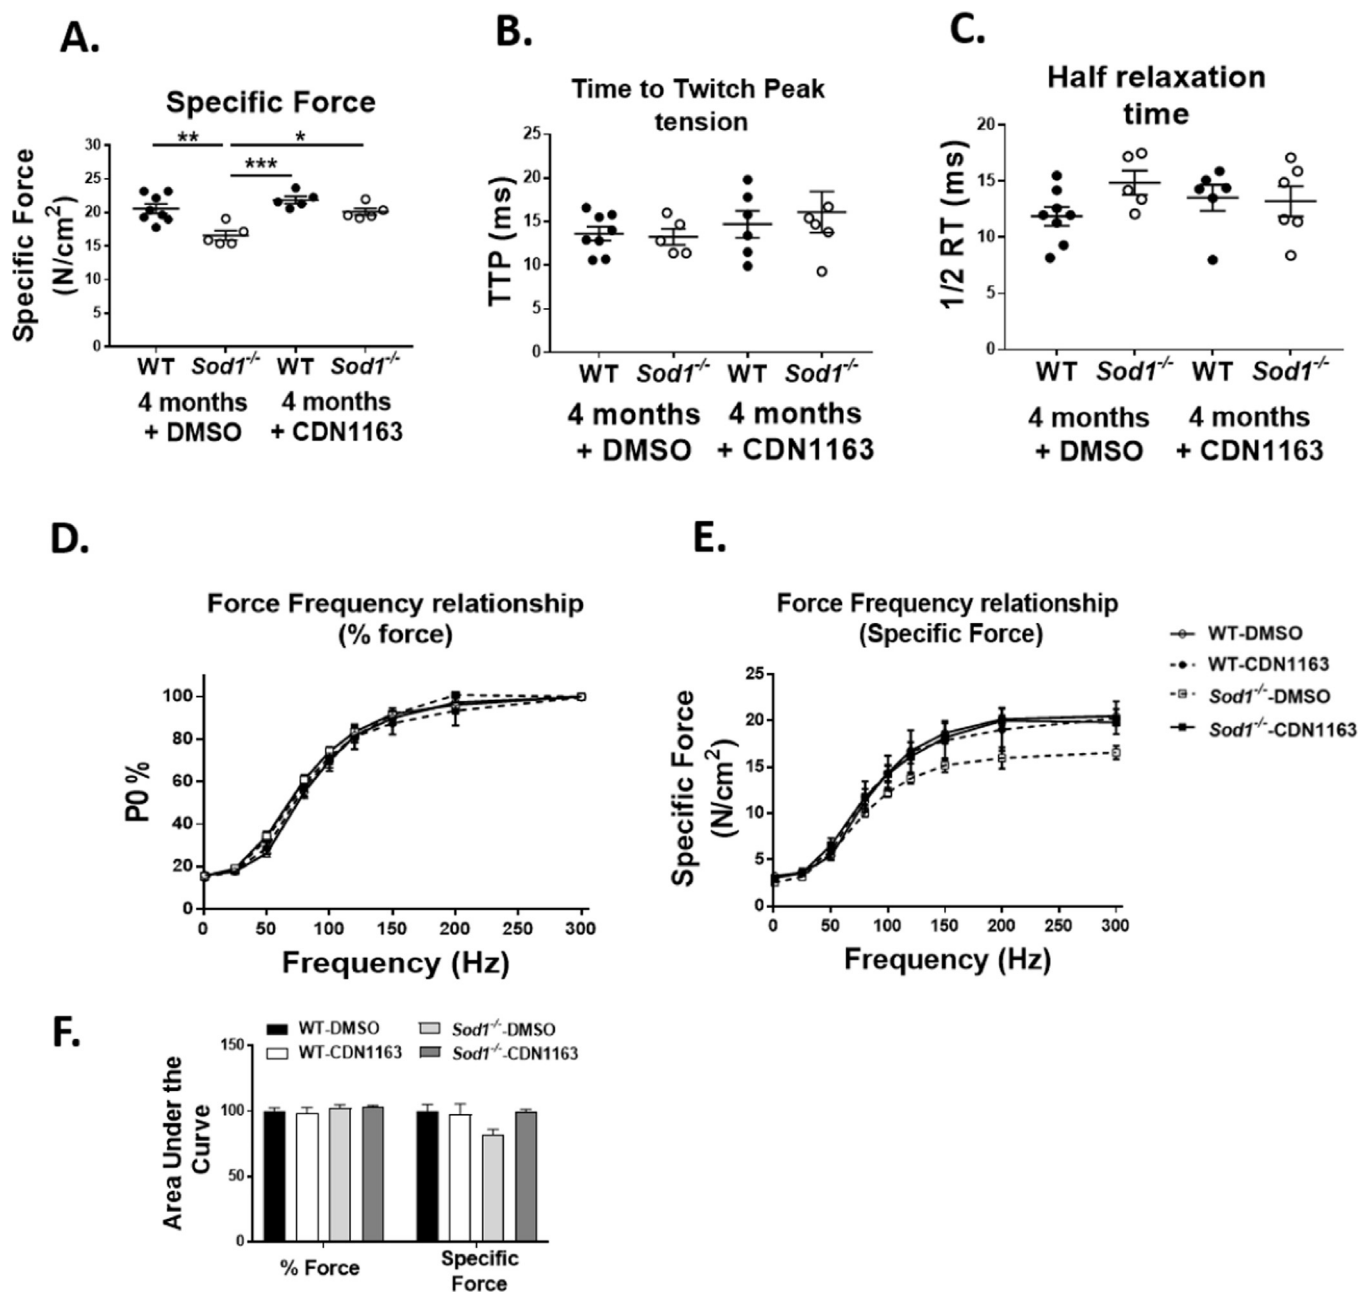 A.
Specific Force
Specific Force
(N/cm²)
30
25
20
15
10
5
0
**
*
***
WT Sod1-/- WT Sod1-/-
4 months 4 months
+ DMSO + CDN1163
B.
Time to Twitch Peak
tension
TTP (ms)
25
20
15
10
5
0
WT Sod1-/- WT Sod1-/-
4 months 4 months
+ DMSO + CDN1163
C.
Half relaxation
time
1/2 RT (ms)
20
15
10
5
0
WT Sod1-/- WT Sod1-/-
4 months 4 months
+ DMSO + CDN1163
D.
Force Frequency relationship
(% force)
P0 %
100
80
60
40
20
0
0 50 100 150 200 250 300
Frequency (Hz)
E.
Force Frequency relationship
(Specific Force)
Specific Force
(N/cm²)
25
20
15
10
5
0
0 50 100 150 200 250 300
Frequency (Hz)
WT-DMSO
WT-CDN1163
Sod1-/--DMSO
Sod1-/--CDN1163
F.
WT-DMSO Sod1-/--DMSO
WT-CDN1163 Sod1-/--CDN1163
Area Under the
Curve
150
100
50
0
% Force
Specific
Force